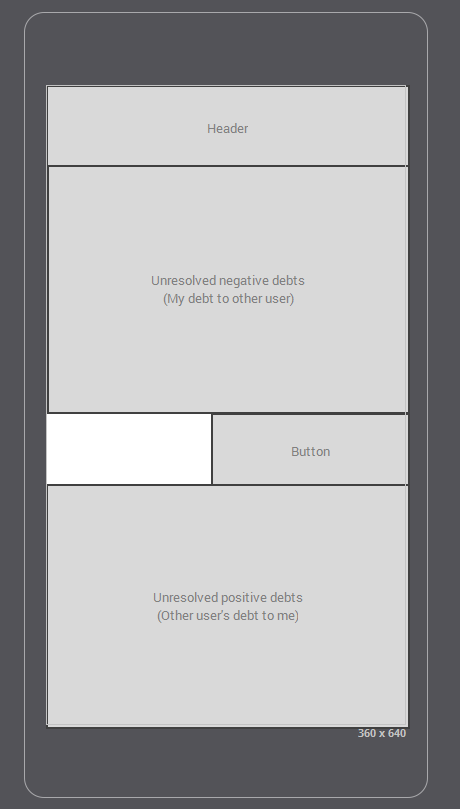 Header
Unresolved negative debts
(My debt to other user)
Button
Unresolved positive debts
(Other user's debt to me)
360 x 640